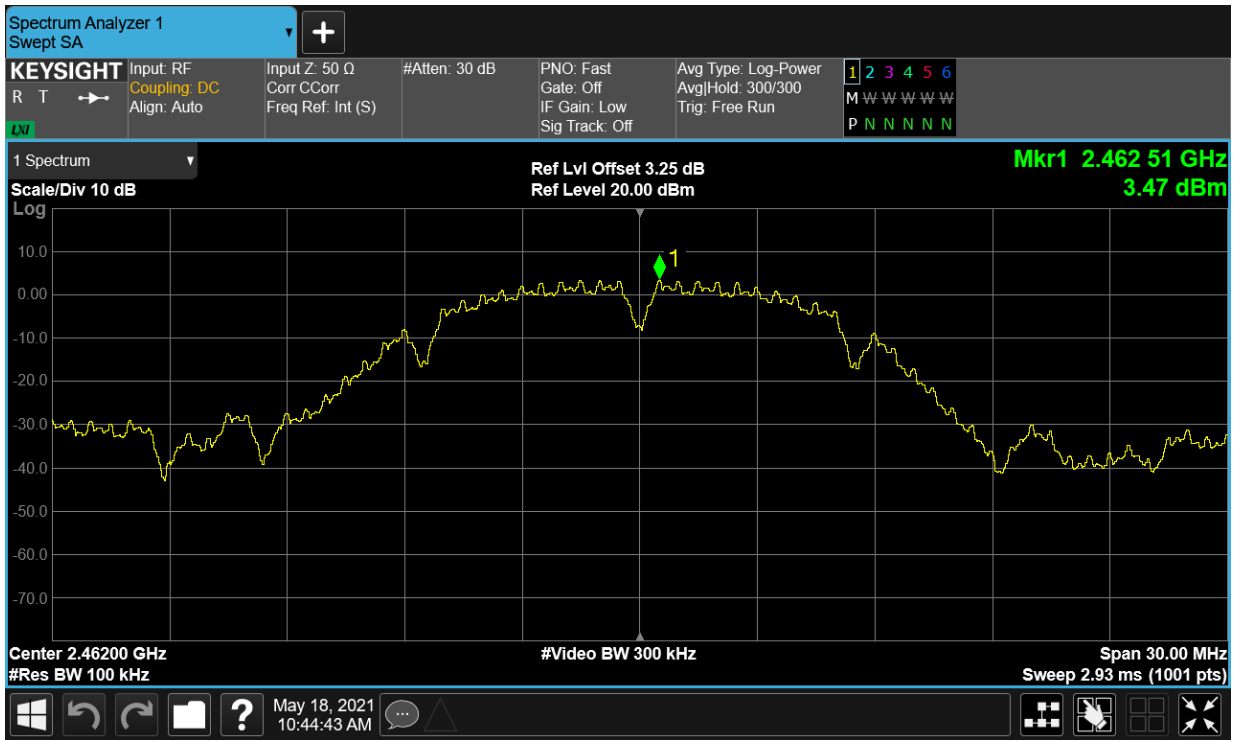 Spectrum Analyzer 1
Swept SA
▼
+
KEYSIGHT
R T
LXI
Input: RF
Coupling: DC
Align: Auto
Input Z: 50 Ω
Corr CCorr
Freq Ref: Int (S)
#Atten: 30 dB
PNO: Fast
Gate: Off
IF Gain: Low
Sig Track: Off
Avg Type: Log-Power
Avg|Hold: 300/300
Trig: Free Run
1 2 3 4 5 6
M W W W W W
P N N N N N
1 Spectrum ▼
Scale/Div 10 dB
Log
Ref Lvl Offset 3.25 dB
Ref Level 20.00 dBm
Mkr1 2.462 51 GHz
3.47 dBm
10.0
1
0.00
-10.0
-20.0
-30.0
-40.0
-50.0
-60.0
-70.0
Center 2.46200 GHz
#Res BW 100 kHz
#Video BW 300 kHz
Span 30.00 MHz
Sweep 2.93 ms (1001 pts)
?
May 18, 2021
10:44:43 AM